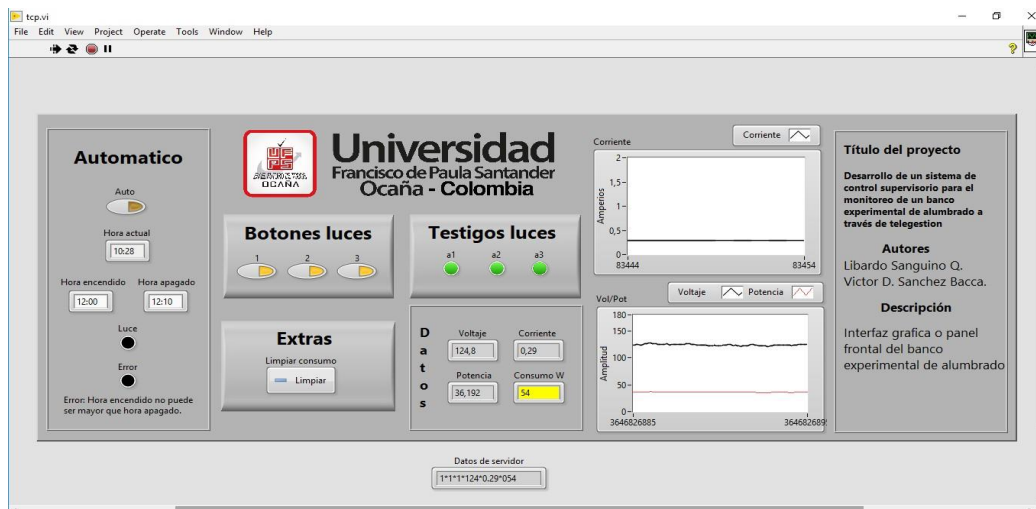 tcp.vi
File Edit View Project Operate Tools Window Help
Automatico
Auto
Hora actual
10:28
Hora encendido Hora apagado
12:00 12:10
Luce
Error
Error: Hora encendido no puede
ser mayor que hora apagado.
OCAÑA
Universidad
Francisco de Paula Santander
Ocaña - Colombia
Botones luces
1 2 3
Testigos luces
a1 a2 a3
Extras
Limpiar consumo
Limpiar
Datos
Voltaje Corriente
124,8 0,29
Potencia Consumo W
36,192 54
Corriente
Corriente
Amperios
2
1,5
1
0,5
0
83444 83454
Vol/Pot
Voltaje Potencia
Amplitud
180
150
100
50
0
3646826885 364682689
Título del proyecto
Desarrollo de un sistema de
control supervisorio para el
monitoreo de un banco
experimental de alumbrado a
través de telegestion
Autores
Libardo Sanguino Q.
Victor D. Sanchez Bacca.
Descripción
Interfaz grafica o panel
frontal del banco
experimental de alumbrado
Datos de servidor
1*1*1*124*0.29*054